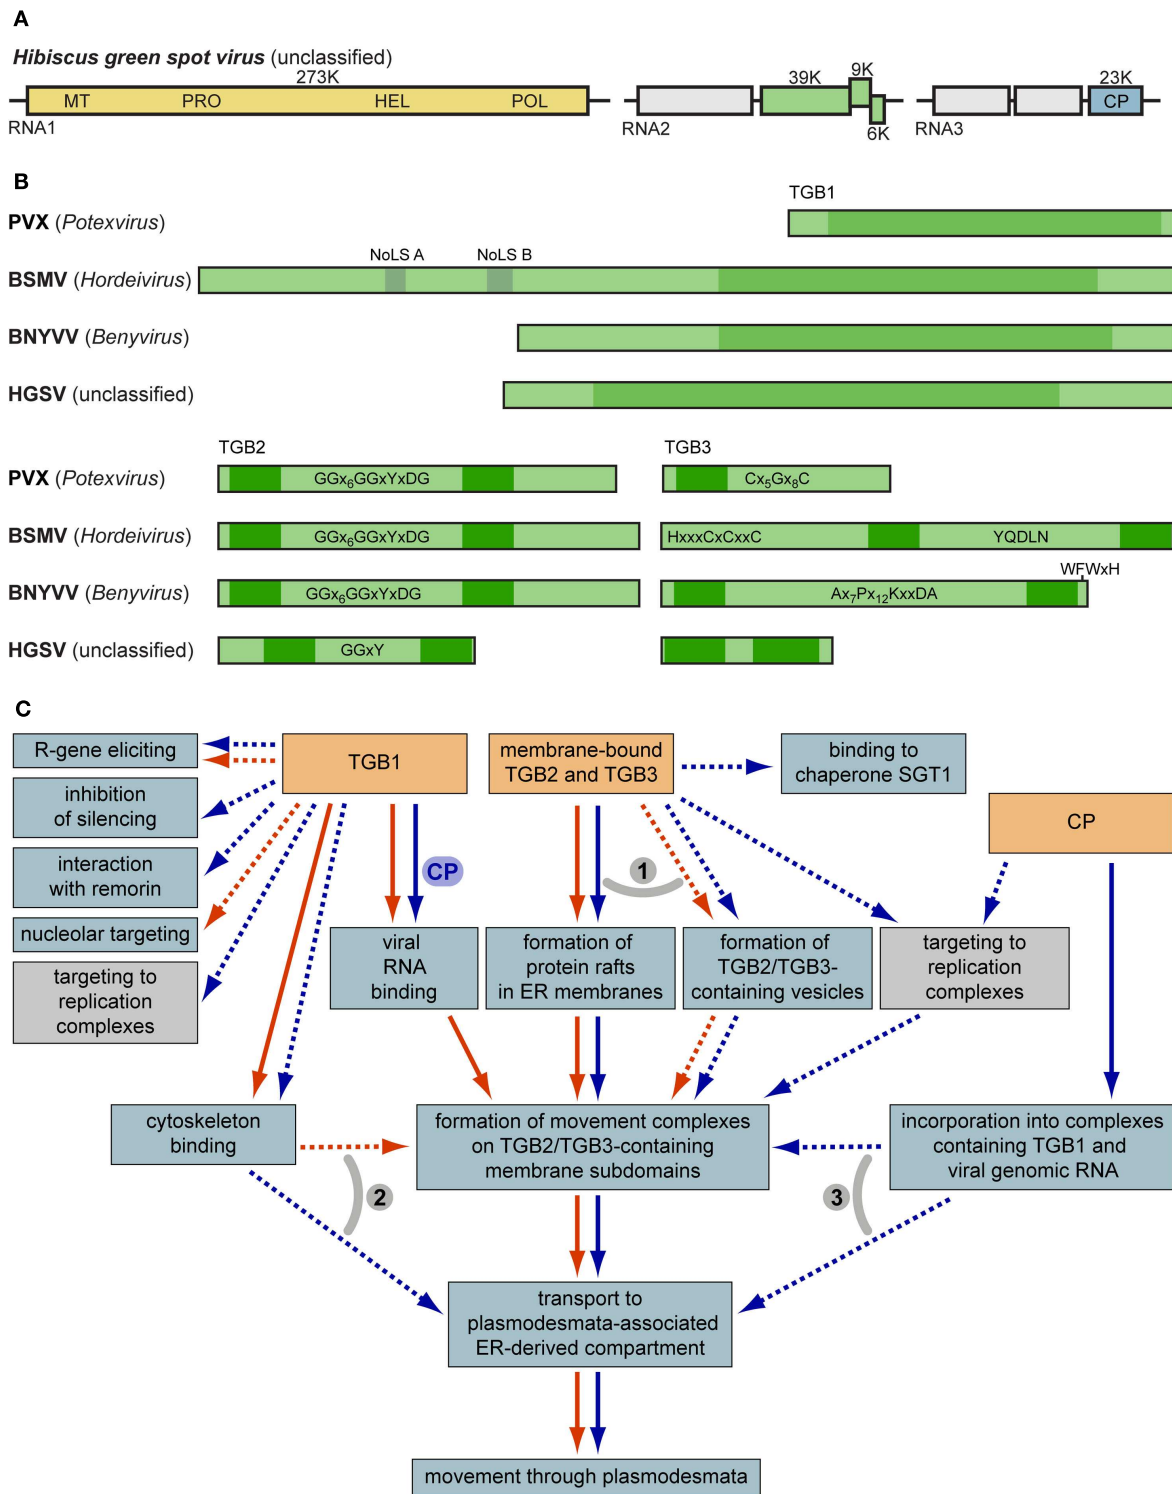 A
Hibiscus green spot virus (unclassified)
273K
39K
9K
23K
MT PRO HEL POL
CP
RNA1
RNA2
6K
RNA3
B
TGB1
PVX (Potexvirus)
NoLS A NoLS B
BSMV (Hordeivirus)
BNYVV (Benyvirus)
HGSV (unclassified)
TGB2 TGB3
PVX (Potexvirus) GGx6GGxYxDG Cx5Gx8C
BSMV (Hordeivirus) GGx6GGxYxDG HxxxCxCxxC YQDLN
WFWxH
BNYVV (Benyvirus) GGx6GGxYxDG Ax7Px12KxxDA
HGSV (unclassified) GGxY
C
R-gene eliciting
TGB1
membrane-bound
TGB2 and TGB3
binding to
chaperone SGT1
inhibition
of silencing
CP
interaction
with remorin
CP
1
nucleolar targeting
viral
RNA
binding
formation of
protein rafts
in ER membranes
formation of
TGB2/TGB3-
containing vesicles
targeting to
replication
complexes
targeting to
replication
complexes
cytoskeleton
binding
formation of movement complexes
on TGB2/TGB3-containing
membrane subdomains
incorporation into complexes
containing TGB1 and
viral genomic RNA
2
3
transport to
plasmodesmata-associated
ER-derived compartment
movement through plasmodesmata